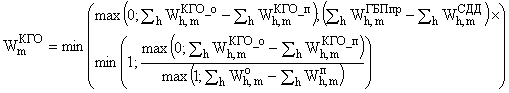 W_m^КГО = min ( max (0; ∑_h W_{h,m}^{КГО_о} − ∑_h W_{h,m}^{КГО_п}); (∑_h W_{h,m}^{ГБПпр} − ∑_h W_{h,m}^{СДД}) ×
min ( 1; max (0; ∑_h W_{h,m}^{КГО_о} − ∑_h W_{h,m}^{КГО_п}) / max (1; ∑_h W_{h,m}^о − ∑_h W_{h,m}^п) ) )